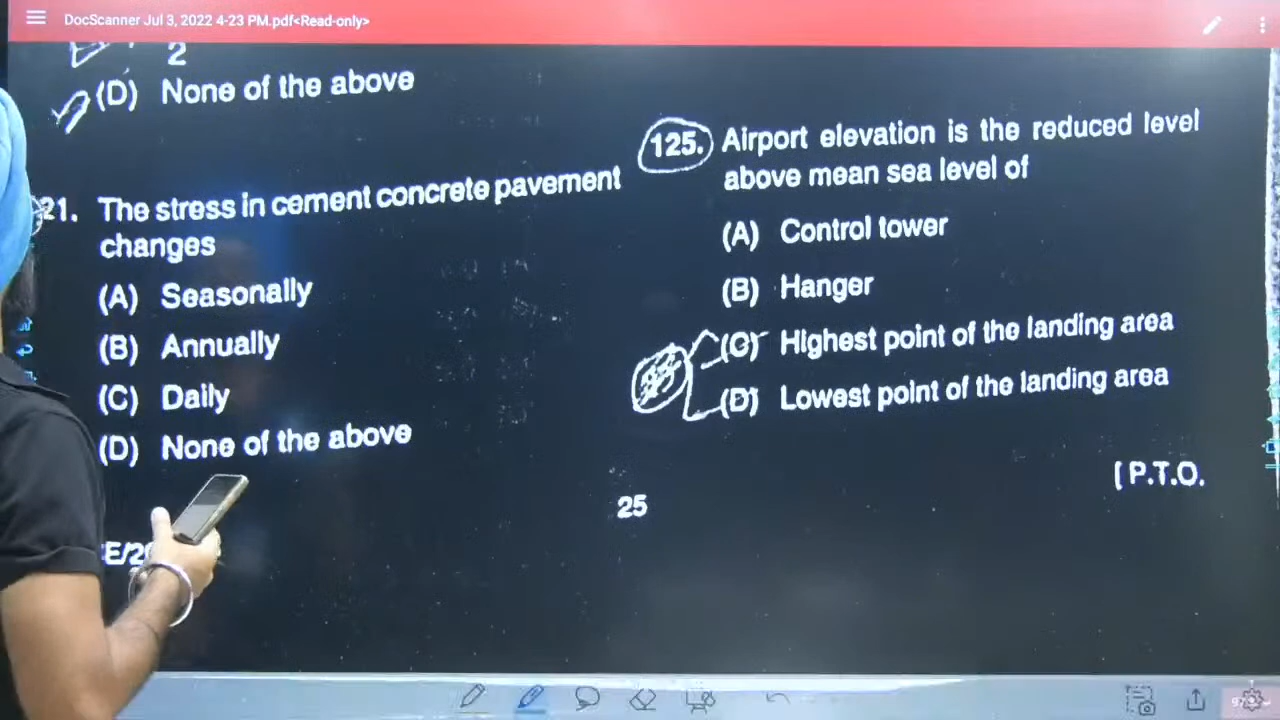 DocScanner Jul 3, 2022 4-23 PM.pdf<Read-only>
2
(D) None of the above
21. The stress in cement concrete pavement
changes
(A) Seasonally
(B) Annually
(C) Daily
(D) None of the above
125. Airport elevation is the reduced level
above mean sea level of
(A) Control tower
(B) Hanger
(C) Highest point of the landing area
(D) Lowest point of the landing area
[ P.T.O.
25